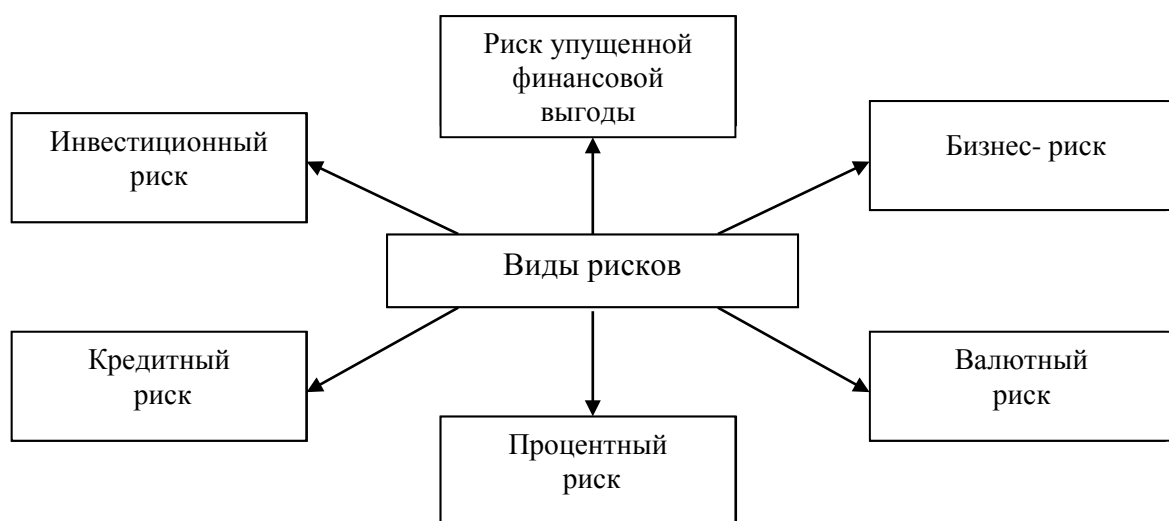 Риск упущенной
финансовой
выгоды
Инвестиционный
риск
Бизнес- риск
Виды рисков
Кредитный
риск
Валютный
риск
Процентный
риск